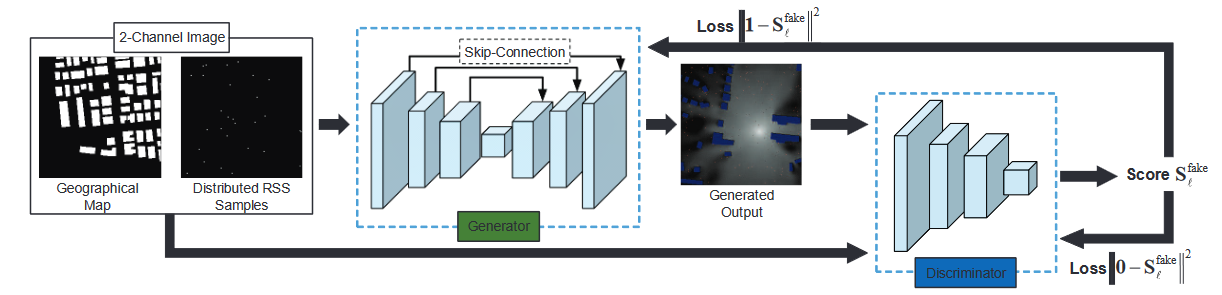 2-Channel Image
Geographical
Map
Distributed RSS
Samples
Skip-Connection
Generator
Generated
Output
Loss ‖1 − S_ℓ^fake‖²
Discriminator
Score S_ℓ^fake
Loss ‖0 − S_ℓ^fake‖²